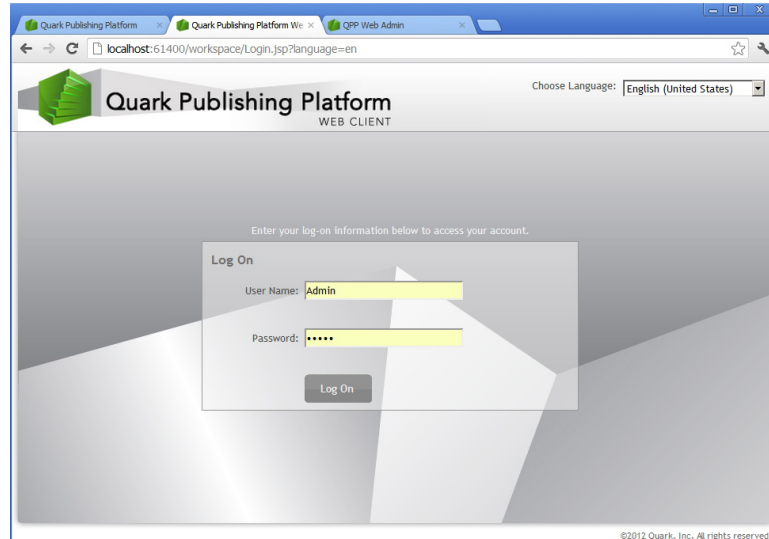 Quark Publishing Platform
Quark Publishing Platform We
QPP Web Admin
localhost:61400/workspace/Login.jsp?language=en
Choose Language: English (United States)
Quark Publishing Platform
WEB CLIENT
Enter your log-on information below to access your account.
Log On
User Name: Admin
Password: •••••
Log On
©2012 Quark, Inc. All rights reserved